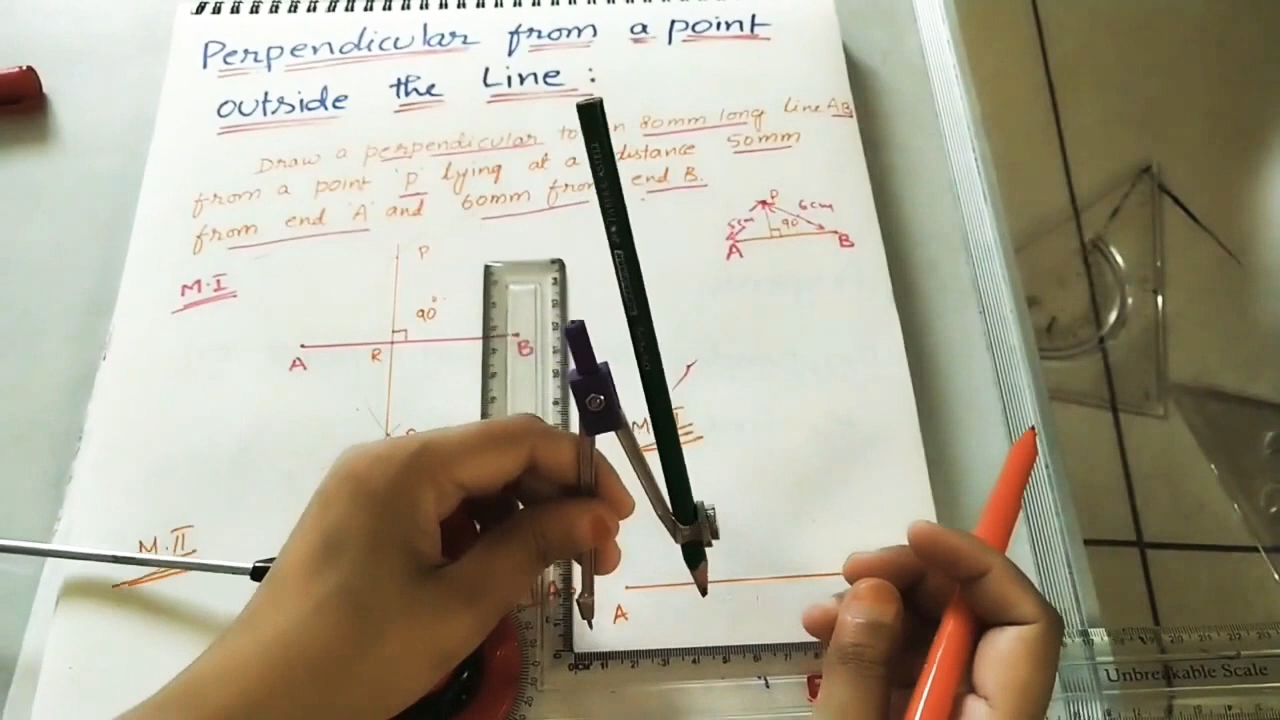 Perpendicular from a point
outside the Line :
Draw a perpendicular to n 80mm long line AB
from a point 'P' lying at a distance 50mm
from end 'A' and 60mm from end B.
P
5cm
6cm
90
A
B
M.I
P
90°
A
R
B
M.II
A
A
Unbreakable Scale